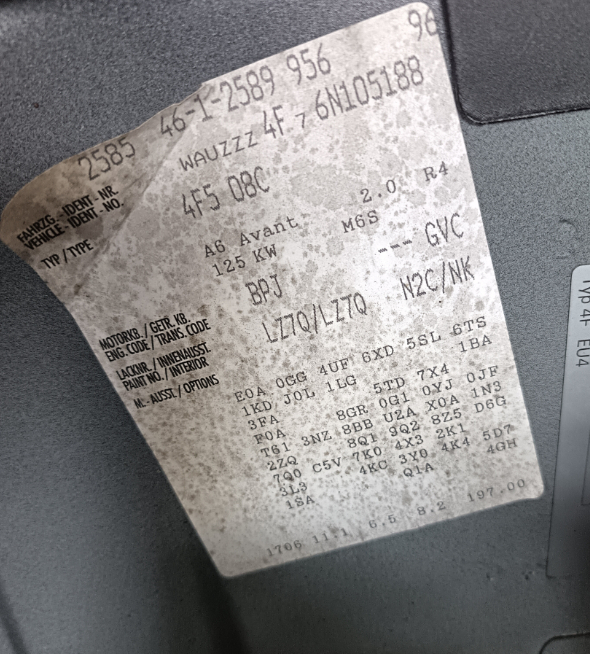 2585 46-1-2589 956 96
FAHRZG.-IDENT-NR.
VEHICLE-IDENT-NO.
WAUZZZ 4F 7 6N105188
TYP/TYPE
4F5 08C
A6 Avant 2.0 R4
125 KW M6S
MOTORKB./GETR.KB.
ENG.CODE/TRANS.CODE
BPJ --- GVC
LACKNR./INNENAUSST.
PAINT NO./INTERIOR
LZ7Q/LZ7Q N2C/NK
M.-AUSST./OPTIONS
E0A 0GG 4UF 6XD 5SL 6TS
1KD J0L 1LG 1BA
3FA 5TD 7X4
F0A 8GR 0G1 0YJ 0JF
T61 3NZ 8BB U2A X0A 1N3
2ZQ 8Q1 9Q2 8Z5 D6G
7Q0 C5V 7K0 4X3 2K1
3L3 4KC 3Y0 4K4 5D7
1SA Q1A 4GH
1706 11.1 6.5 8.2 197.00
Typ 4F EU4